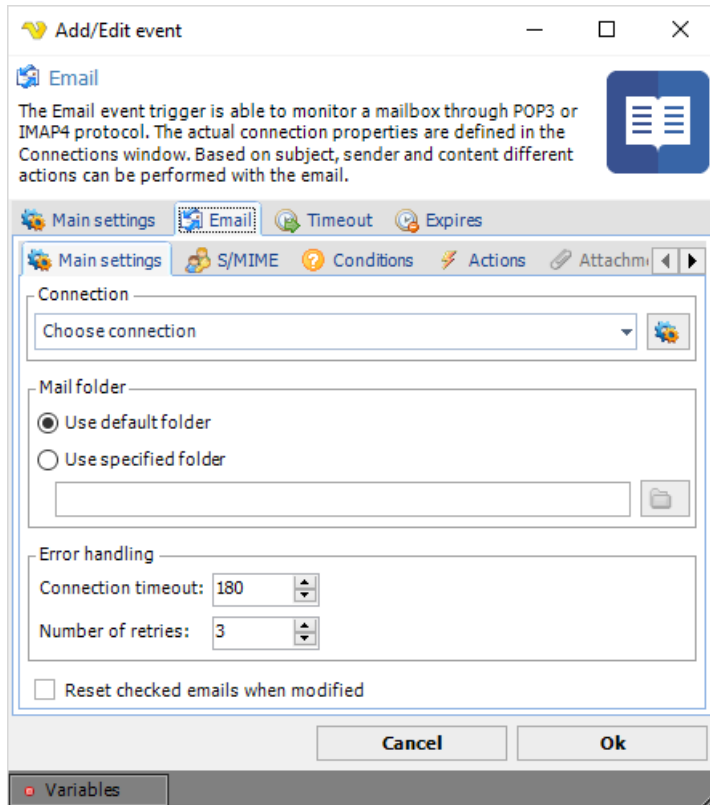 Add/Edit event
Email
The Email event trigger is able to monitor a mailbox through POP3 or
IMAP4 protocol. The actual connection properties are defined in the
Connections window. Based on subject, sender and content different
actions can be performed with the email.
Main settings Email Timeout Expires
Main settings S/MIME Conditions Actions Attachm
Connection
Choose connection
Mail folder
Use default folder
Use specified folder
Error handling
Connection timeout: 180
Number of retries: 3
Reset checked emails when modified
Cancel Ok
Variables